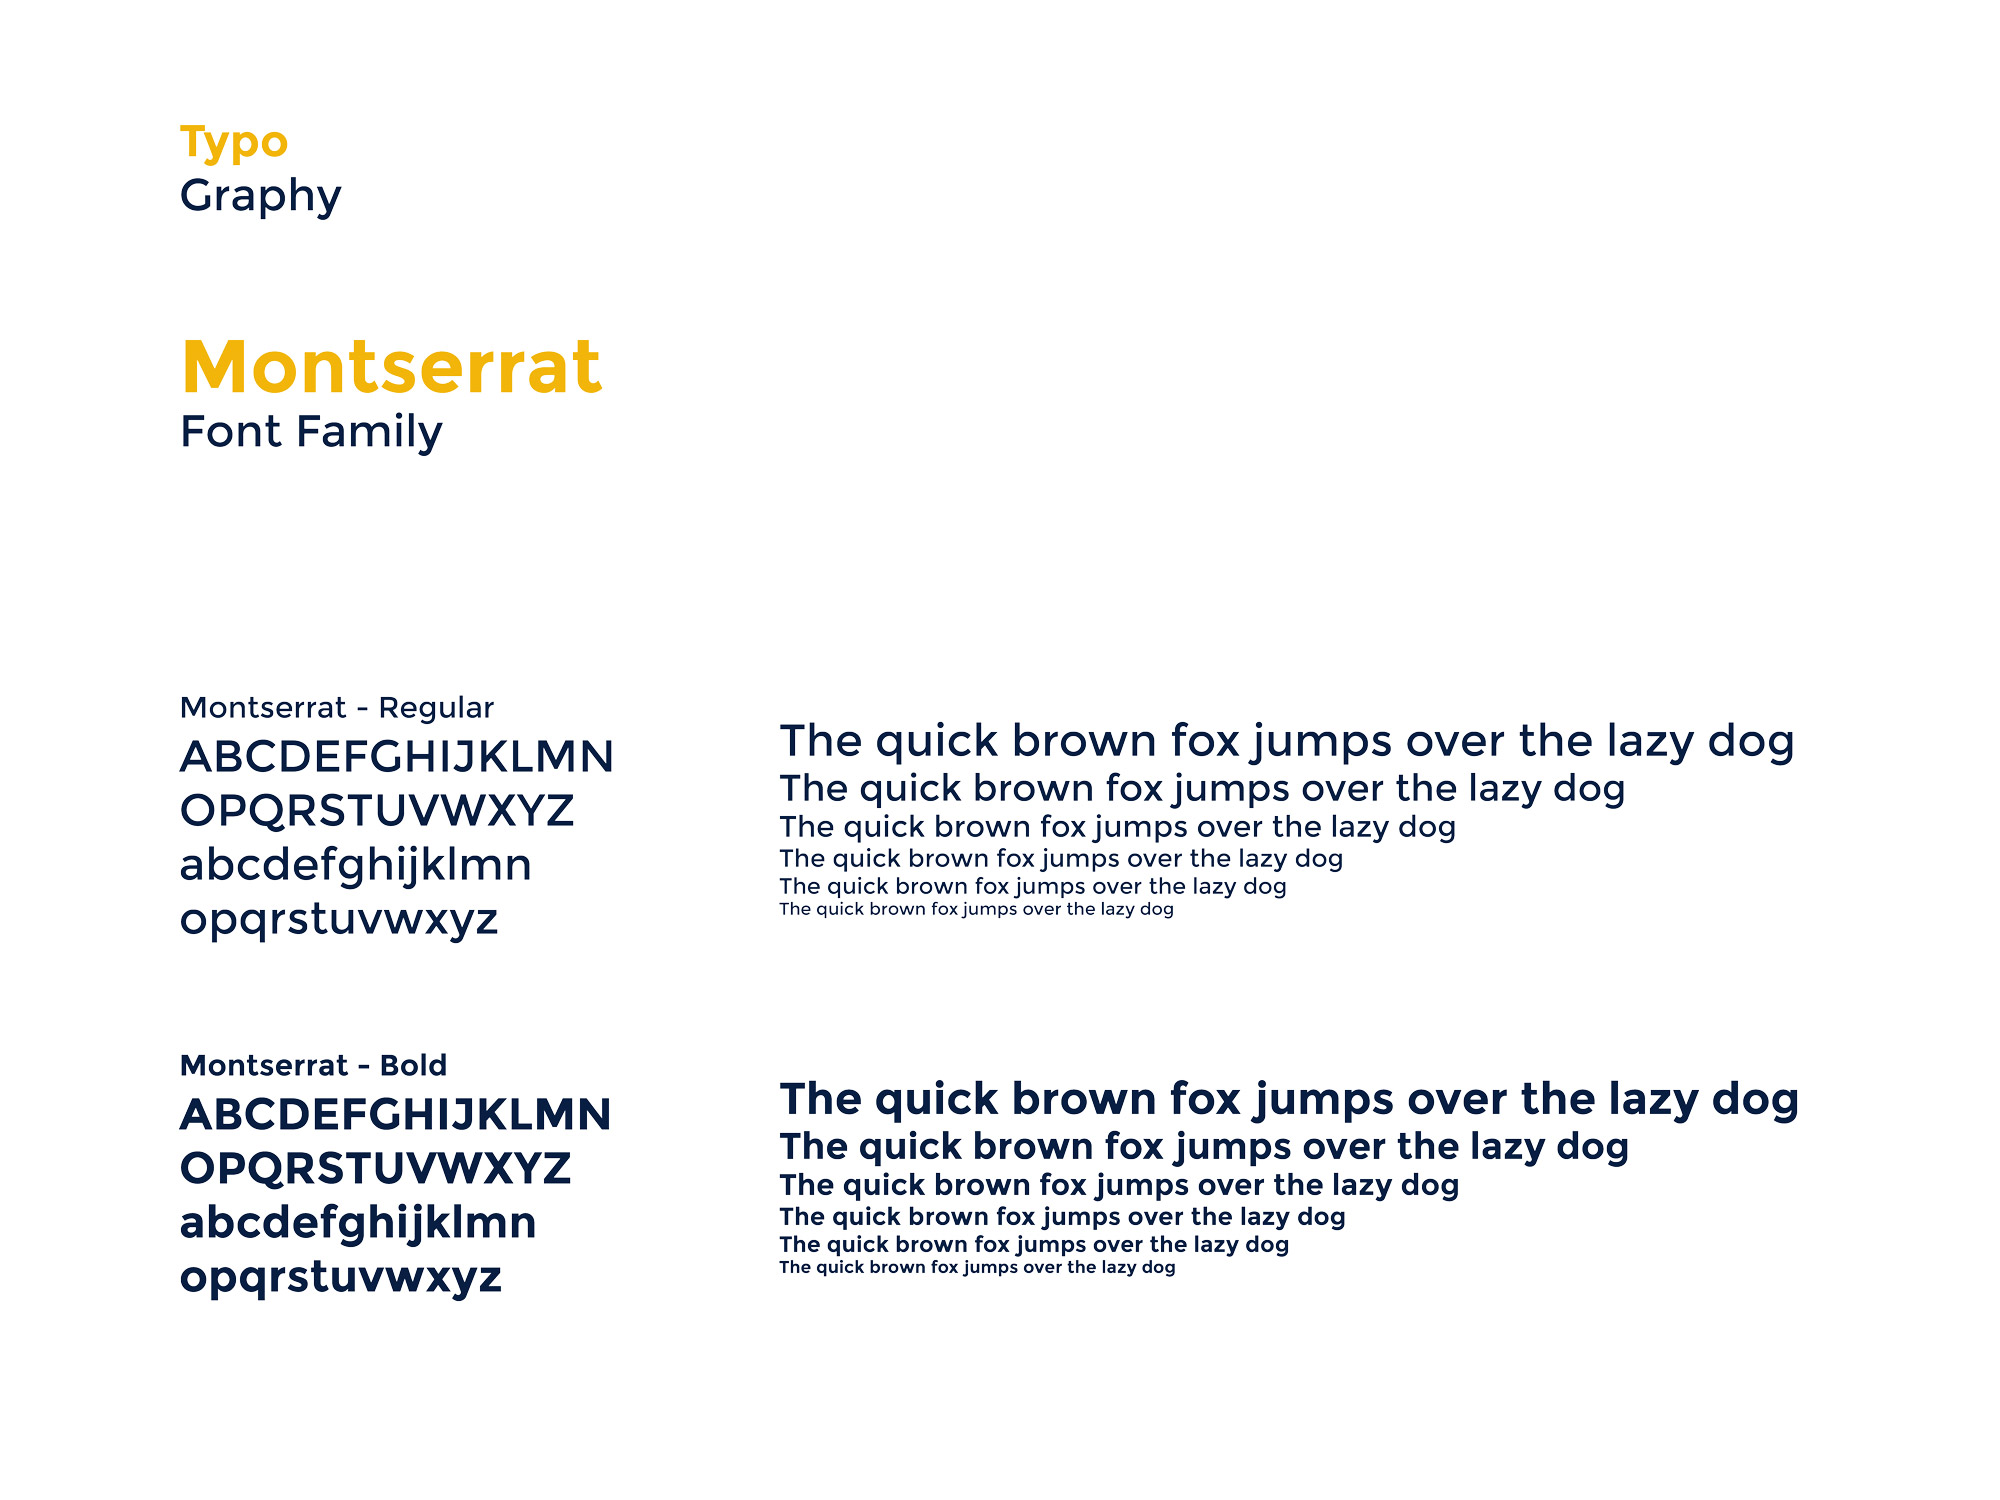 Typo
Graphy
Montserrat
Font Family
Montserrat - Regular
ABCDEFGHIJKLMN
OPQRSTUVWXYZ
abcdefghijklmn
opqrstuvwxyz
The quick brown fox jumps over the lazy dog
The quick brown fox jumps over the lazy dog
The quick brown fox jumps over the lazy dog
The quick brown fox jumps over the lazy dog
The quick brown fox jumps over the lazy dog
The quick brown fox jumps over the lazy dog
Montserrat - Bold
ABCDEFGHIJKLMN
OPQRSTUVWXYZ
abcdefghijklmn
opqrstuvwxyz
The quick brown fox jumps over the lazy dog
The quick brown fox jumps over the lazy dog
The quick brown fox jumps over the lazy dog
The quick brown fox jumps over the lazy dog
The quick brown fox jumps over the lazy dog
The quick brown fox jumps over the lazy dog